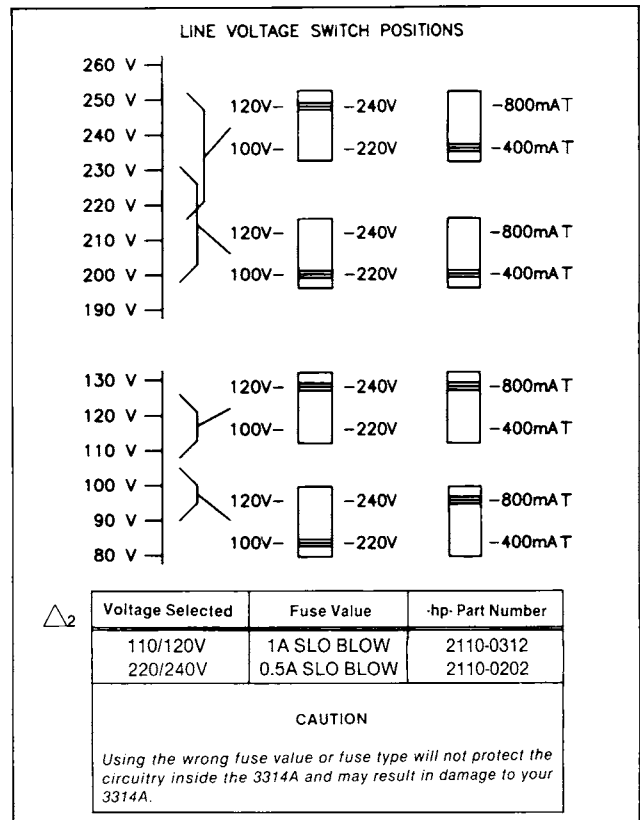 LINE VOLTAGE SWITCH POSITIONS
260 V
250 V
120V- -240V -800mA T
240 V
100V- -220V -400mA T
230 V
220 V
210 V
120V- -240V -800mA T
200 V
100V- -220V -400mA T
190 V
130 V
120V- -240V -800mA T
120 V
100V- -220V -400mA T
110 V
100 V
120V- -240V -800mA T
90 V
100V- -220V -400mA T
80 V
△2
Voltage Selected Fuse Value -hp- Part Number
110/120V 1A SLO BLOW 2110-0312
220/240V 0.5A SLO BLOW 2110-0202
CAUTION
Using the wrong fuse value or fuse type will not protect the
circuitry inside the 3314A and may result in damage to your
3314A.